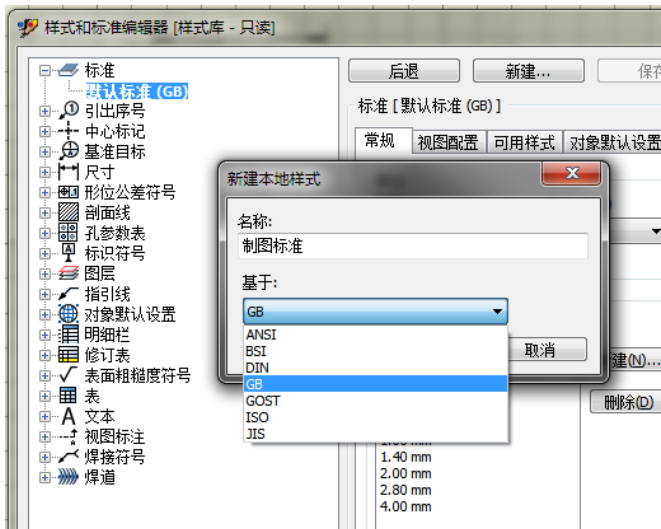 样式和标准编辑器 [样式库 - 只读]
标准
默认标准 (GB)
引出序号
中心标记
基准目标
尺寸
形位公差符号
剖面线
孔参数表
标识符号
图层
指引线
对象默认设置
明细栏
修订表
表面粗糙度符号
表
文本
视图标注
焊接符号
焊道
后退
新建...
标准 [ 默认标准 (GB) ]
常规
视图配置
可用样式
对象默认设置
新建本地样式
名称:
制图标准
基于:
GB
ANSI
BSI
DIN
GB
GOST
ISO
JIS
取消
建(N)...
删除(D)
1.40 mm
2.00 mm
2.80 mm
4.00 mm